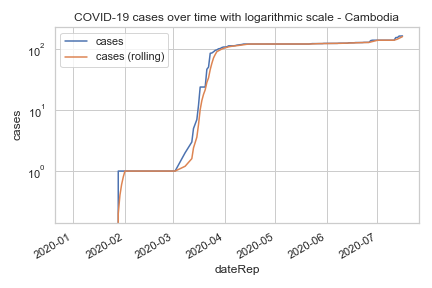 COVID-19 cases over time with logarithmic scale - Cambodia
cases
cases (rolling)
10²
10¹
10⁰
cases
2020-01
2020-02
2020-03
2020-04
2020-05
2020-06
2020-07
dateRep